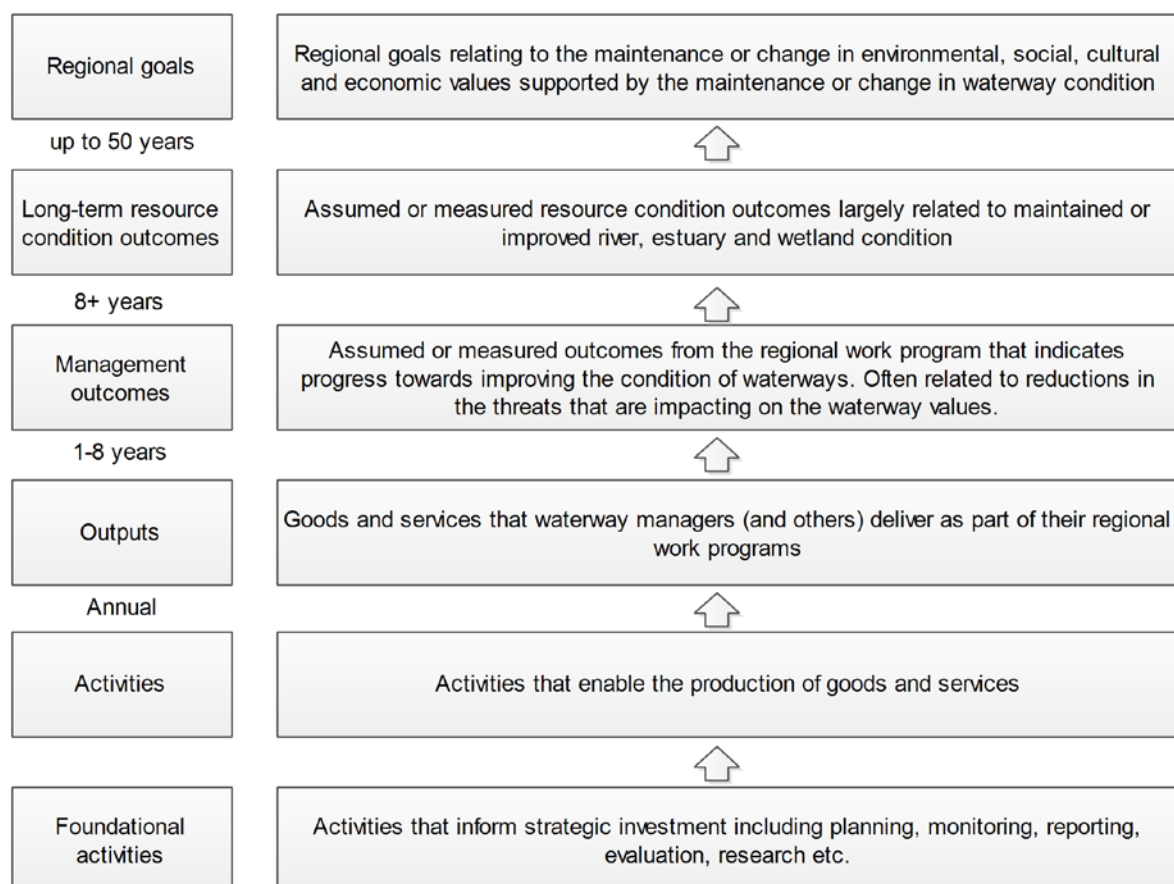 Regional goals
Regional goals relating to the maintenance or change in environmental, social, cultural
and economic values supported by the maintenance or change in waterway condition
up to 50 years
Long-term resource
condition outcomes
Assumed or measured resource condition outcomes largely related to maintained or
improved river, estuary and wetland condition
8+ years
Management
outcomes
Assumed or measured outcomes from the regional work program that indicates
progress towards improving the condition of waterways. Often related to reductions in
the threats that are impacting on the waterway values.
1-8 years
Outputs
Goods and services that waterway managers (and others) deliver as part of their regional
work programs
Annual
Activities
Activities that enable the production of goods and services
Foundational
activities
Activities that inform strategic investment including planning, monitoring, reporting,
evaluation, research etc.